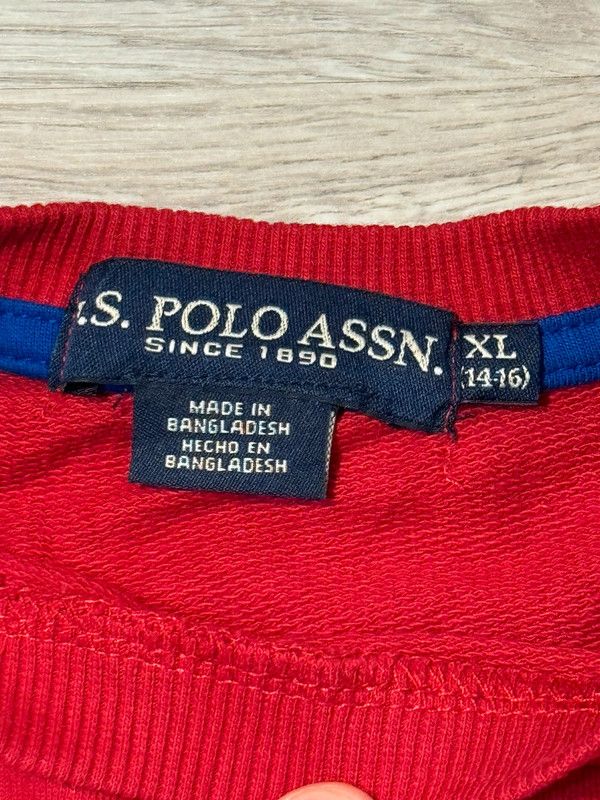 .S. POLO ASSN.
SINCE 1890
XL
(14-16)
MADE IN
BANGLADESH
HECHO EN
BANGLADESH